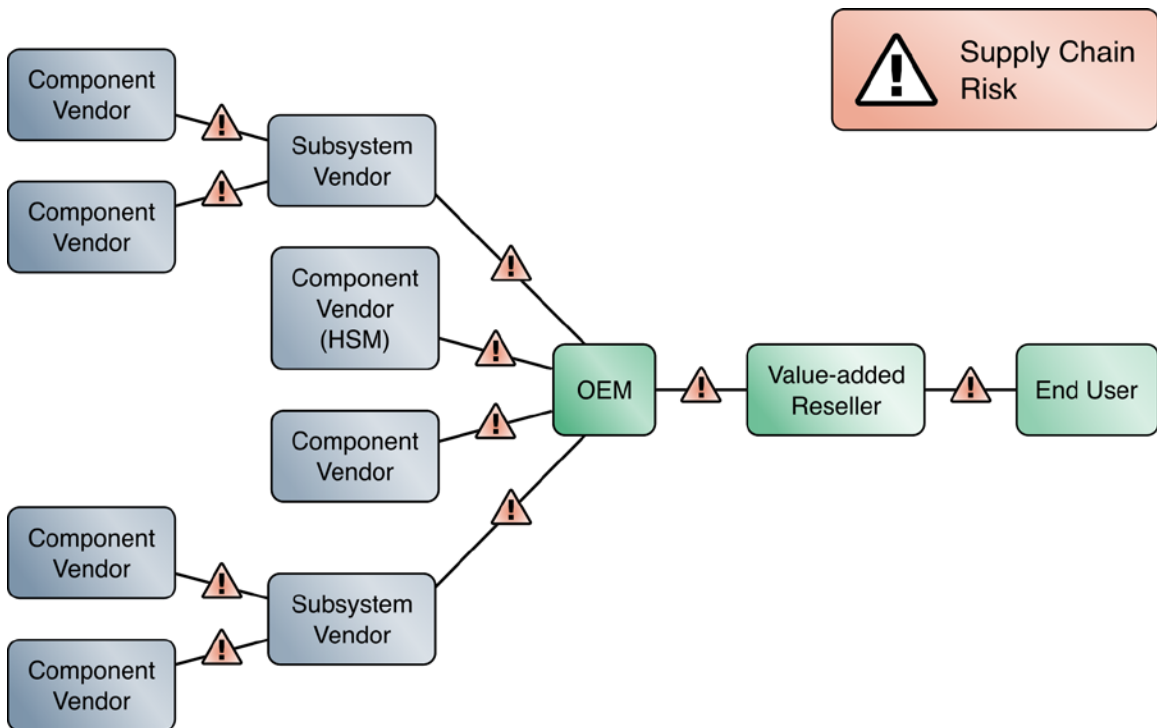 Supply Chain
Risk
Component
Vendor
Component
Vendor
Subsystem
Vendor
Component
Vendor
(HSM)
Component
Vendor
OEM
Value-added
Reseller
End User
Component
Vendor
Component
Vendor
Subsystem
Vendor